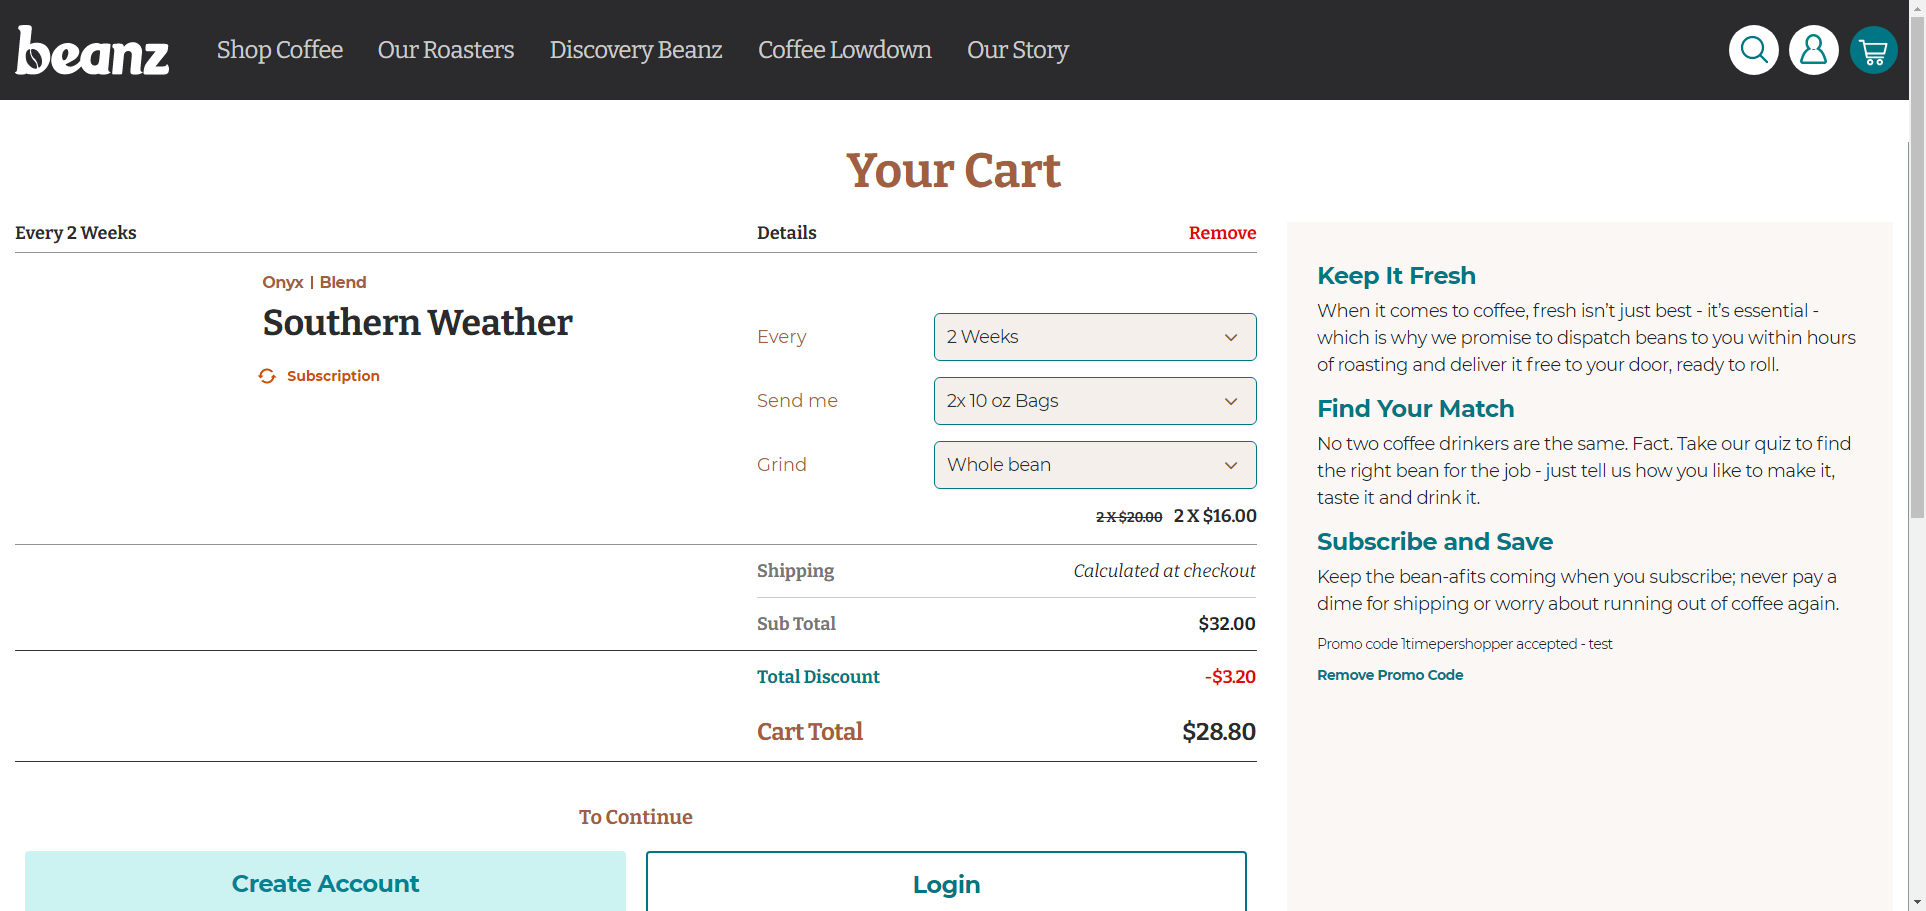 beanz
Shop Coffee
Our Roasters
Discovery Beanz
Coffee Lowdown
Our Story
Your Cart
Every 2 Weeks
Details
Remove
Onyx | Blend
Southern Weather
Subscription
Every
2 Weeks
Send me
2x 10 oz Bags
Grind
Whole bean
2 X $20.00 2 X $16.00
Shipping
Calculated at checkout
Sub Total
$32.00
Total Discount
-$3.20
Cart Total
$28.80
To Continue
Create Account
Login
Keep It Fresh
When it comes to coffee, fresh isn’t just best - it’s essential -
which is why we promise to dispatch beans to you within hours
of roasting and deliver it free to your door, ready to roll.
Find Your Match
No two coffee drinkers are the same. Fact. Take our quiz to find
the right bean for the job - just tell us how you like to make it,
taste it and drink it.
Subscribe and Save
Keep the bean-afits coming when you subscribe; never pay a
dime for shipping or worry about running out of coffee again.
Promo code 1timepershopper accepted - test
Remove Promo Code